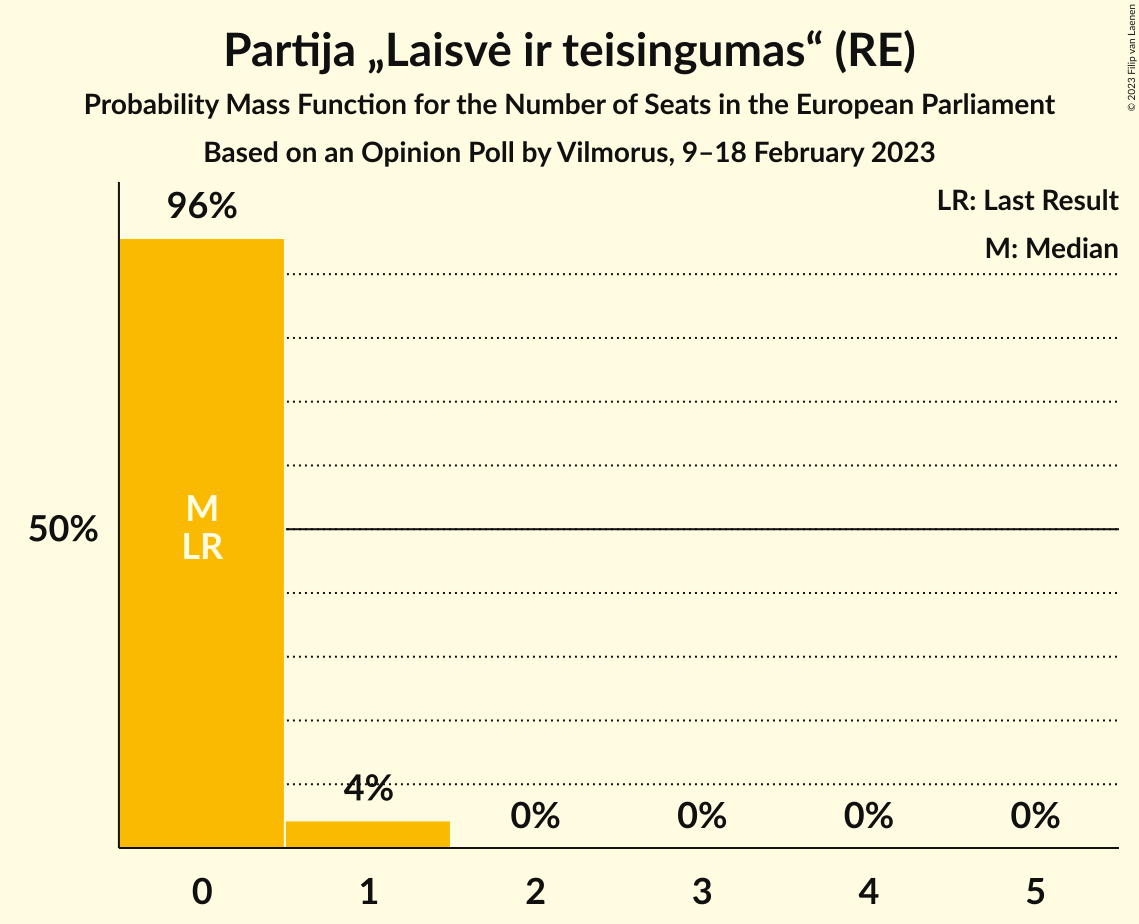 Partija „Laisvė ir teisingumas“ (RE)
Probability Mass Function for the Number of Seats in the European Parliament
Based on an Opinion Poll by Vilmorus, 9–18 February 2023
© 2023 Filip van Laenen
LR: Last Result
M: Median
96%
50%
M
LR
4%
0%
0%
0%
0%
0
1
2
3
4
5